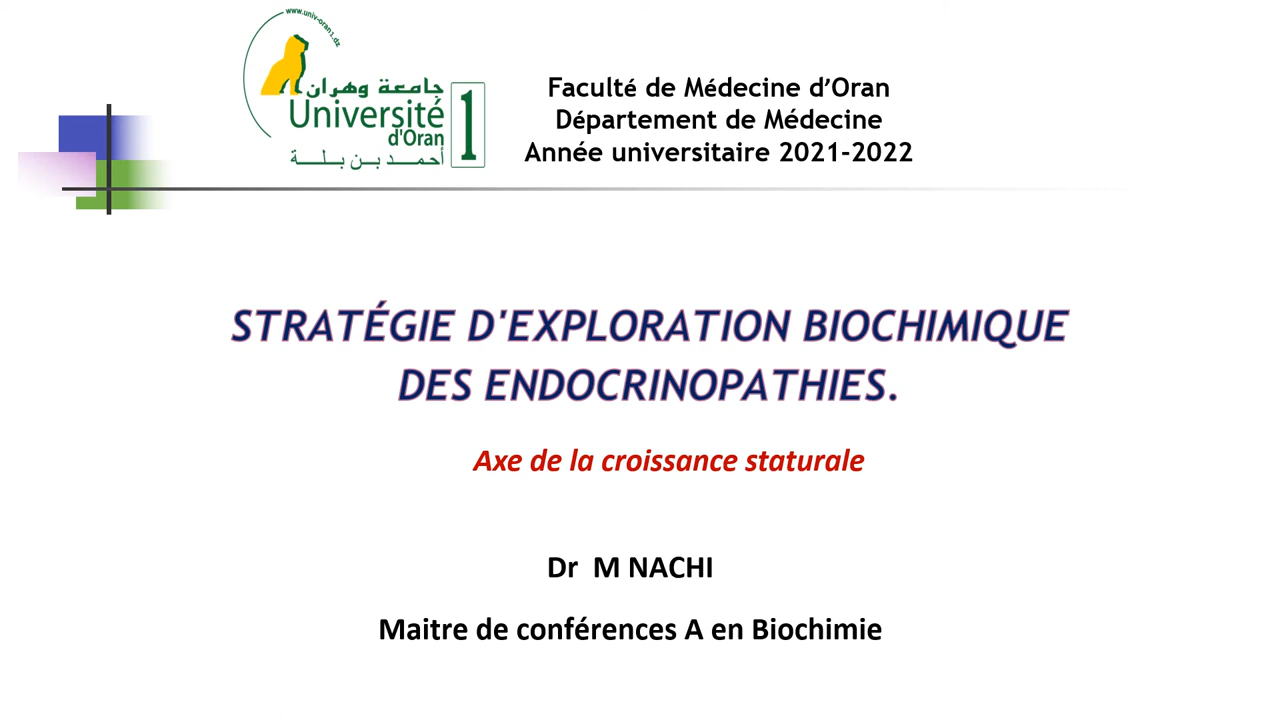 www.univ-oran1.dz
جامعة وهران
Université 1
d'Oran
أحمد بن بلة
Faculté de Médecine d’Oran
Département de Médecine
Année universitaire 2021-2022
STRATÉGIE D'EXPLORATION BIOCHIMIQUE
DES ENDOCRINOPATHIES.
Axe de la croissance staturale
Dr M NACHI
Maitre de conférences A en Biochimie